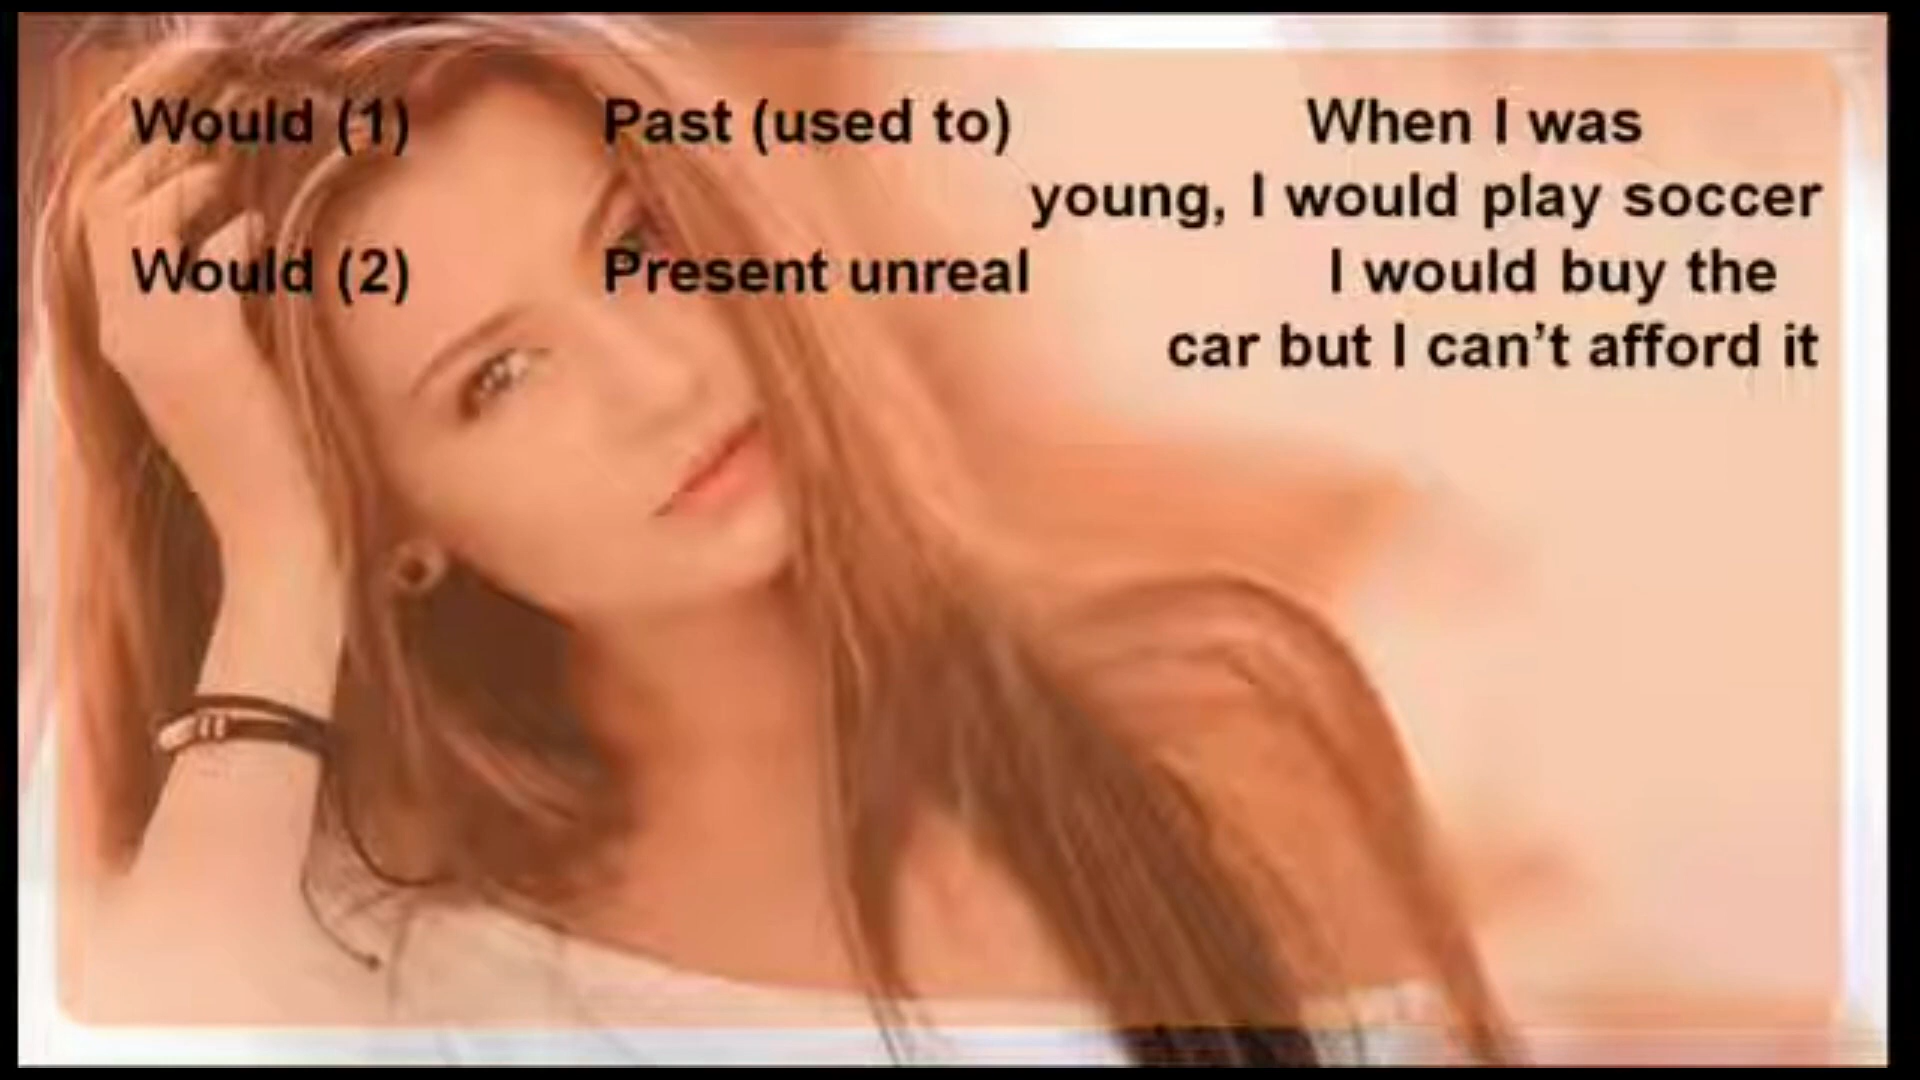 Would (1) Past (used to) When I was
young, I would play soccer
Would (2) Present unreal I would buy the
car but I can’t afford it